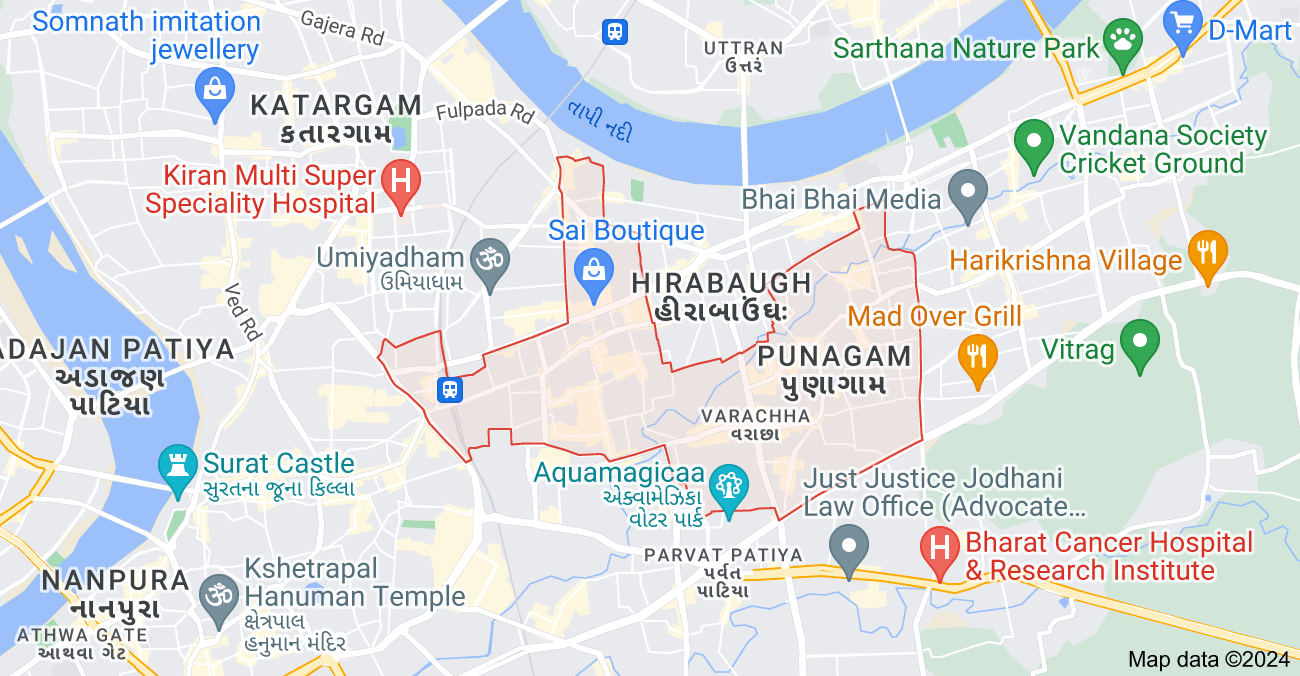 Somnath imitation
jewellery
Gajera Rd
UTTRAN
ઉત્તરં
Sarthana Nature Park
D-Mart
KATARGAM
કતારગામ
Fulpada Rd
તાપી નદી
Vandana Society
Cricket Ground
Kiran Multi Super
Speciality Hospital
Bhai Bhai Media
Sai Boutique
Umiyadham
ઉમિયાધામ
Harikrishna Village
HIRABAUGH
હીરાબાઉંઘઃ
Ved Rd
Mad Over Grill
ADAJAN PATIYA
અડાજણ
પાટિયા
PUNAGAM
પુણાગામ
Vitrag
VARACHHA
વરાછા
Surat Castle
સુરતના જૂના કિલ્લા
Aquamagicaa
એક્વામેઝિકા
વોટર પાર્ક
Just Justice Jodhani
Law Office (Advocate...
PARVAT PATIYA
પર્વત
પાટિયા
Bharat Cancer Hospital
& Research Institute
NANPURA
નાનપુરા
Kshetrapal
Hanuman Temple
ક્ષેત્રપાલ
હનુમાન મંદિર
ATHWA GATE
આથવા ગેટ
Map data ©2024